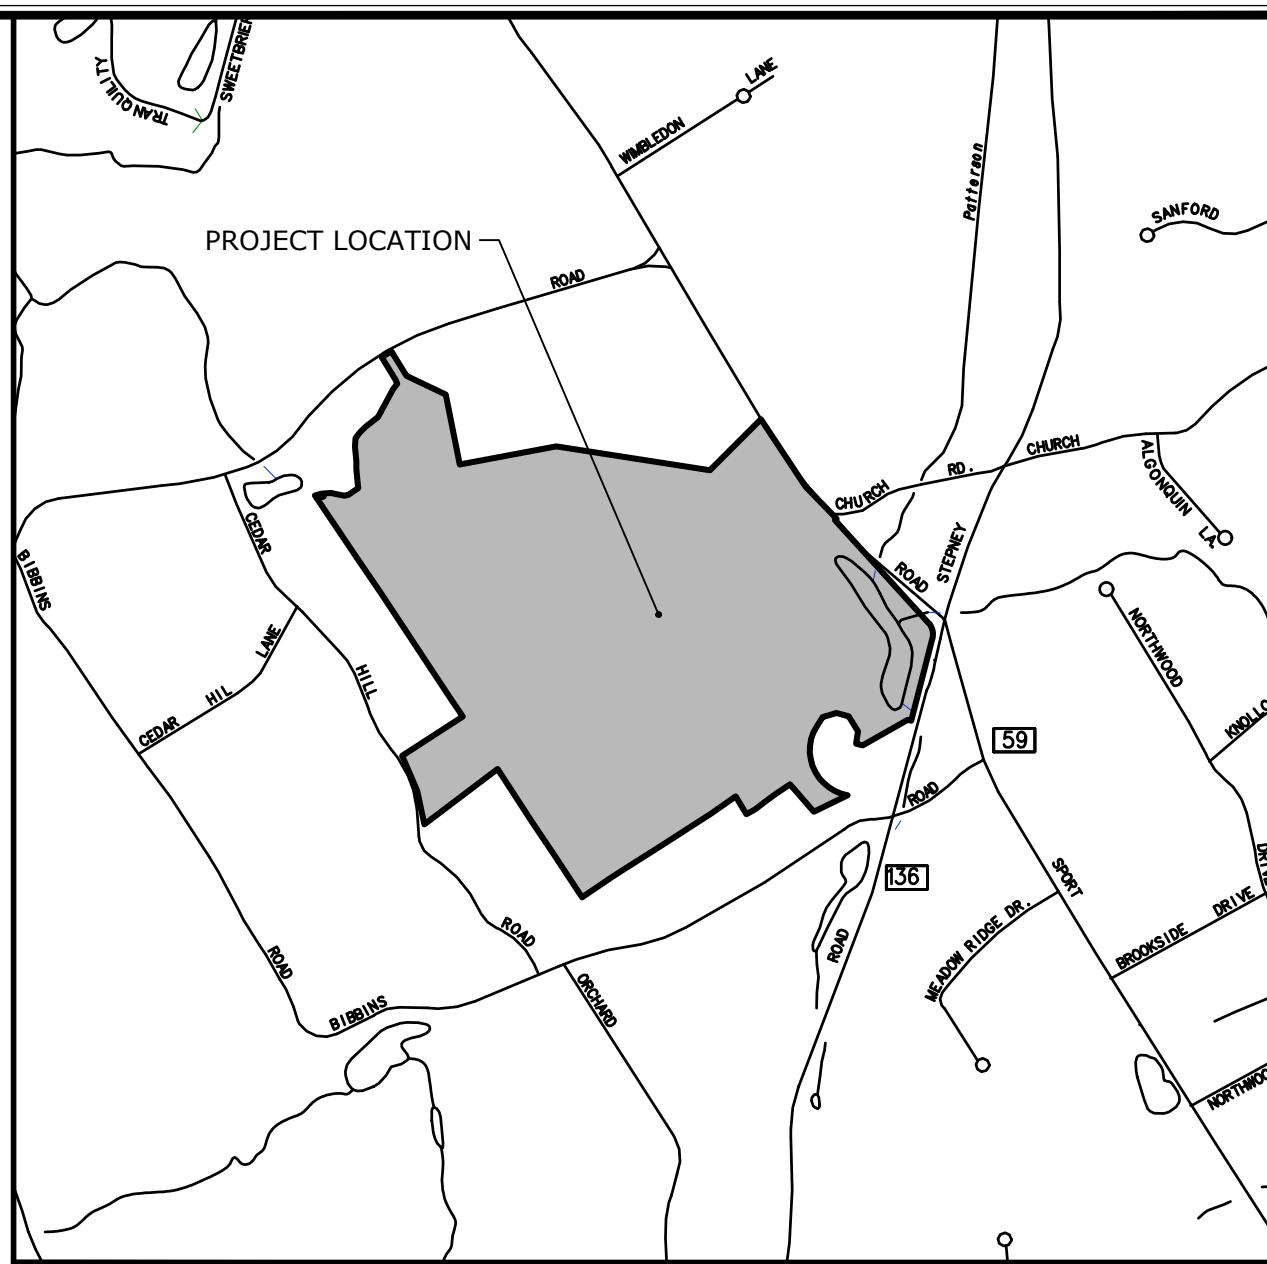 TRANQUILITY
SWEETBRIER
WIMBLEDON LANE
Patterson
SANFORD
PROJECT LOCATION
ROAD
CHURCH RD. CHURCH
ALGONQUIN LA.
STEPNEY
ROAD
CEDAR
BIBBINS
LANE
HILL
CEDAR HIL
NORTHWOOD
KNOLLO
59
ROAD
136
SPORT
DRIVE
BROOKSIDE DRIVE
MEADOW RIDGE DR.
ROAD
ROAD
ROAD
ORCHARD
BIBBINS
NORTHWOO